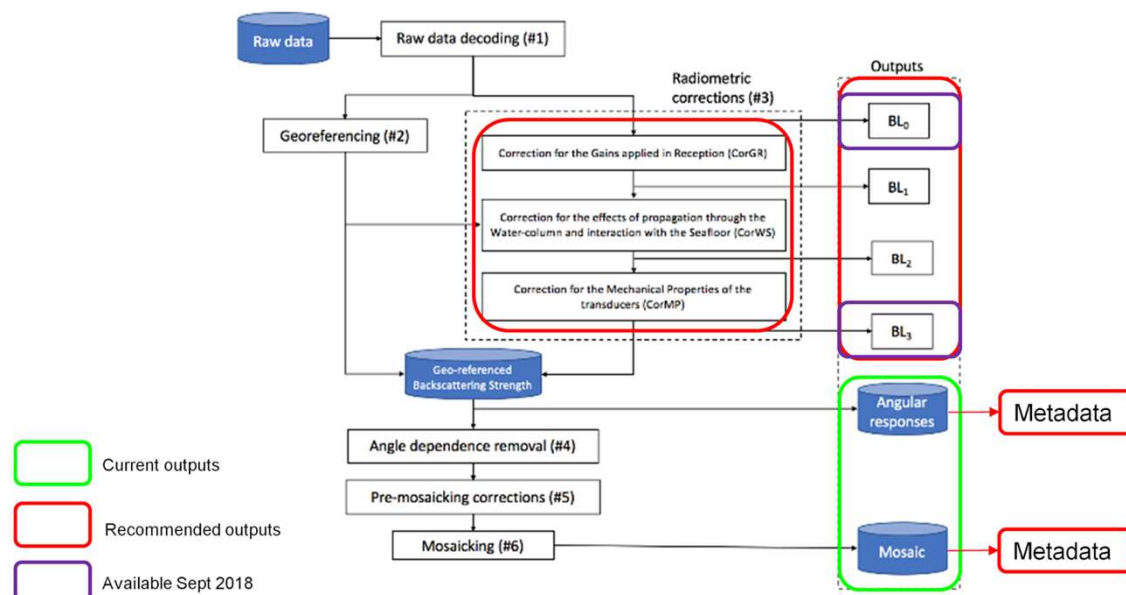 Raw data
Raw data decoding (#1)
Outputs
Radiometric
corrections (#3)
BL0
Georeferencing (#2)
Correction for the Gains applied in Reception (CorGR)
BL1
Correction for the effects of propagation through the
Water-column and interaction with the Seafloor (CorWS)
BL2
Correction for the Mechanical Properties of the
transducers (CorMP)
BL3
Geo-referenced
Backscattering Strength
Angular
responses
Metadata
Angle dependence removal (#4)
Current outputs
Pre-mosaicking corrections (#5)
Recommended outputs
Mosaicking (#6)
Mosaic
Metadata
Available Sept 2018